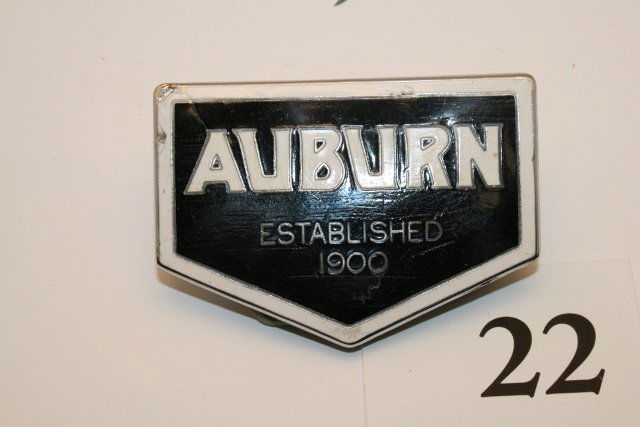 AUBURN
ESTABLISHED
1900
22